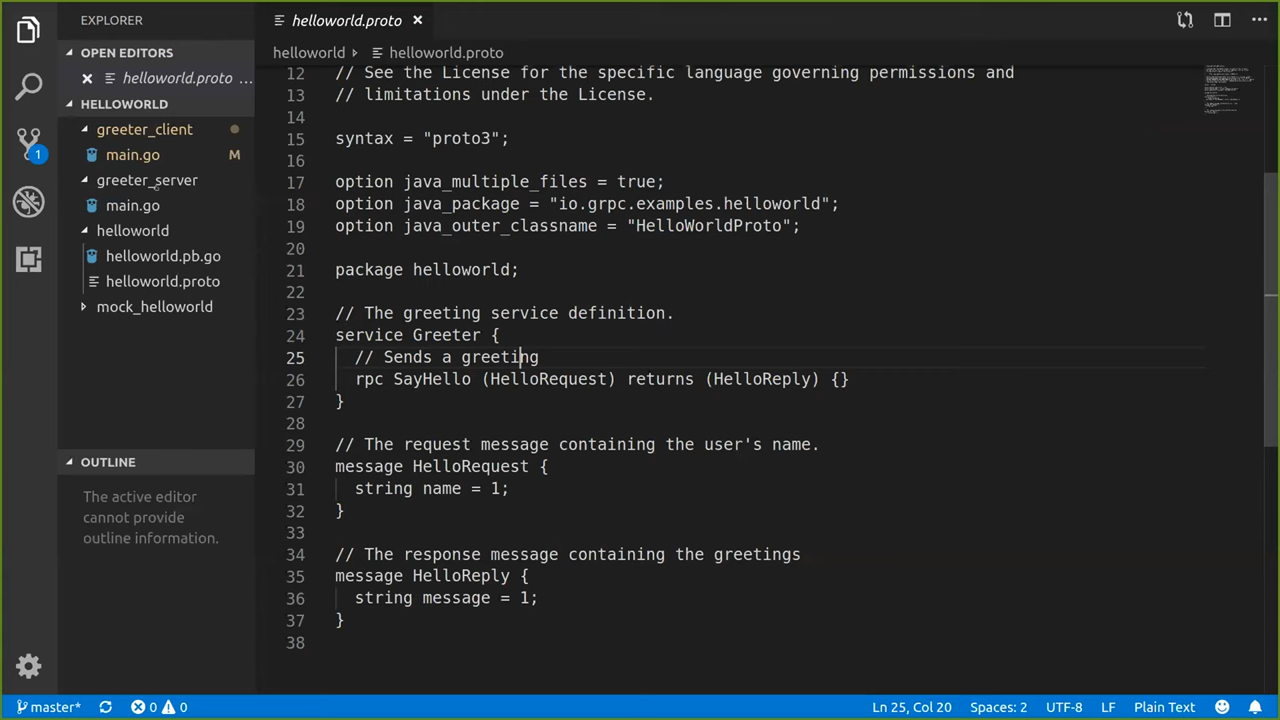 EXPLORER
OPEN EDITORS
helloworld.proto ...
HELLOWORLD
greeter_client
main.go M
greeter_server
main.go
helloworld
helloworld.pb.go
helloworld.proto
mock_helloworld
OUTLINE
The active editor
cannot provide
outline information.
1
helloworld.proto
helloworld helloworld.proto
12 // See the License for the specific language governing permissions and
13 // limitations under the License.
14
15 syntax = "proto3";
16
17 option java_multiple_files = true;
18 option java_package = "io.grpc.examples.helloworld";
19 option java_outer_classname = "HelloWorldProto";
20
21 package helloworld;
22
23 // The greeting service definition.
24 service Greeter {
25 // Sends a greeting
26 rpc SayHello (HelloRequest) returns (HelloReply) {}
27 }
28
29 // The request message containing the user's name.
30 message HelloRequest {
31 string name = 1;
32 }
33
34 // The response message containing the greetings
35 message HelloReply {
36 string message = 1;
37 }
38
master* 0 0 Ln 25, Col 20 Spaces: 2 UTF-8 LF Plain Text